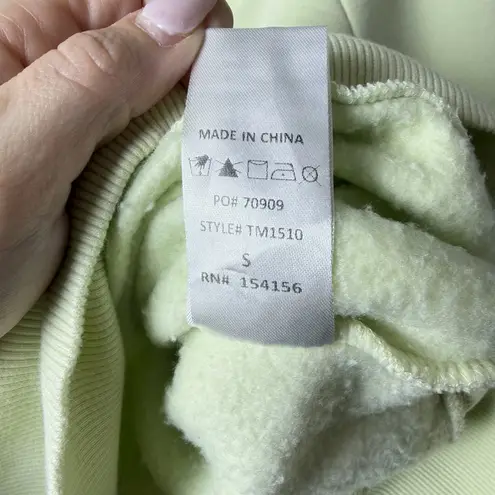 MADE IN CHINA
PO# 70909
STYLE# TM1510
S
RN# 154156